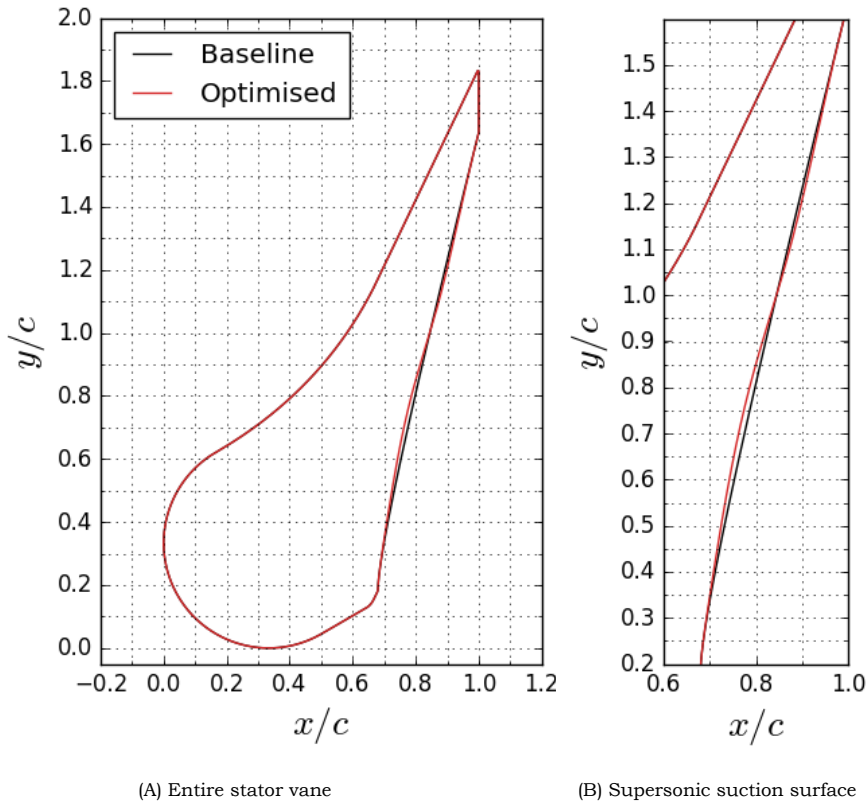 2.0
1.8
1.6
1.4
1.2
1.0
0.8
0.6
0.4
0.2
0.0
y/c
Baseline
Optimised
−0.2 0.0 0.2 0.4 0.6 0.8 1.0 1.2
x/c
(A) Entire stator vane
1.5
1.4
1.3
1.2
1.1
1.0
0.9
0.8
0.7
0.6
0.5
0.4
0.3
0.2
y/c
0.6 0.8 1.0
x/c
(B) Supersonic suction surface